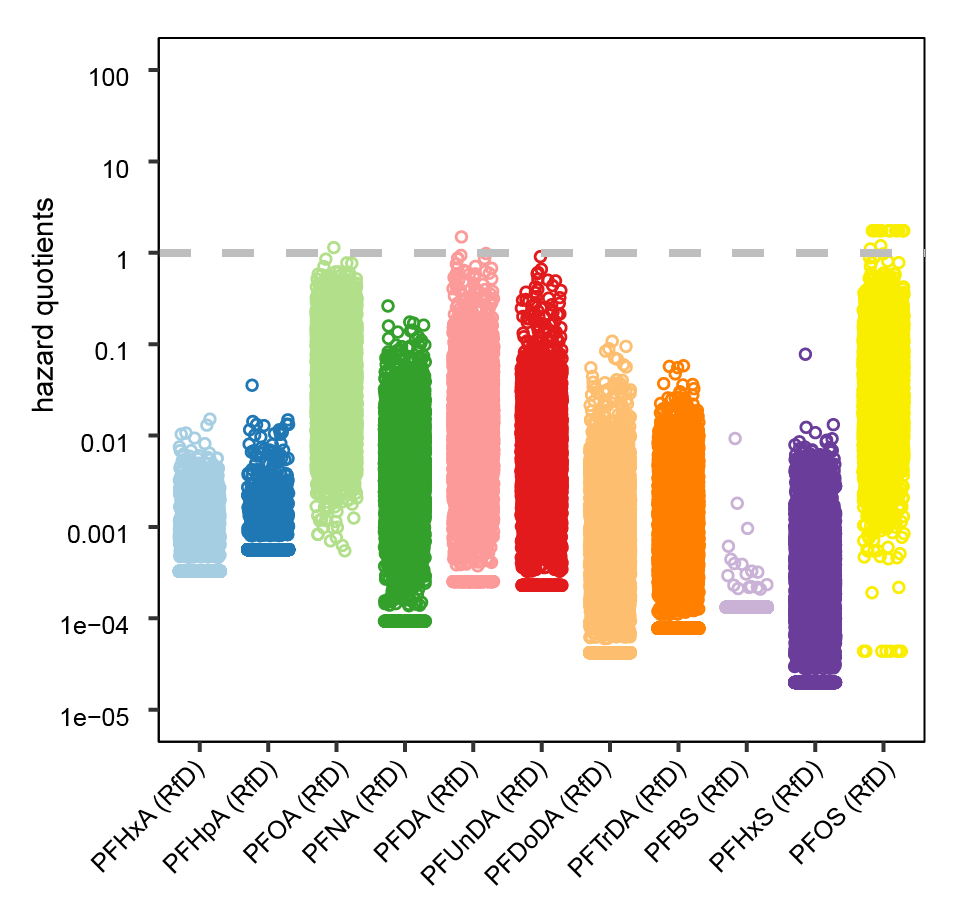 hazard quotients
100
10
1
0.1
0.01
0.001
1e−04
1e−05
PFHxA (RfD)
PFHpA (RfD)
PFOA (RfD)
PFNA (RfD)
PFDA (RfD)
PFUnDA (RfD)
PFDoDA (RfD)
PFTrDA (RfD)
PFBS (RfD)
PFHxS (RfD)
PFOS (RfD)